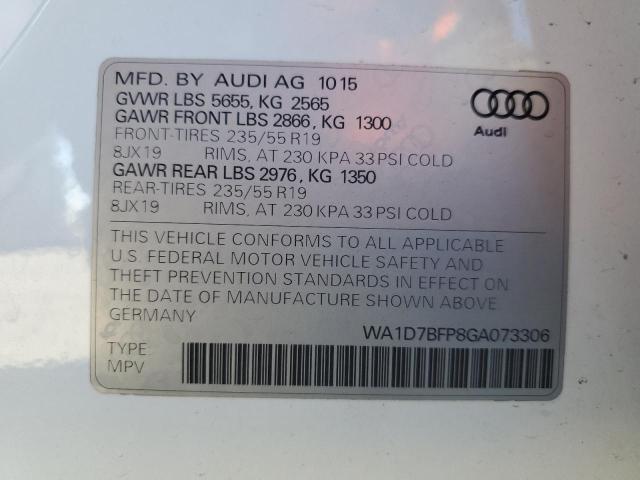 MFD. BY AUDI AG 1015
GVWR LBS 5655, KG 2565
GAWR FRONT LBS 2866, KG 1300
FRONT-TIRES 235/55 R19
8JX19 RIMS, AT 230 KPA 33 PSI COLD
GAWR REAR LBS 2976, KG 1350
REAR-TIRES 235/55 R19
8JX19 RIMS, AT 230 KPA 33 PSI COLD
Audi
THIS VEHICLE CONFORMS TO ALL APPLICABLE
U.S. FEDERAL MOTOR VEHICLE SAFETY AND
THEFT PREVENTION STANDARDS IN EFFECT ON
THE DATE OF MANUFACTURE SHOWN ABOVE
GERMANY
WA1D7BFP8GA073306
TYPE
MPV